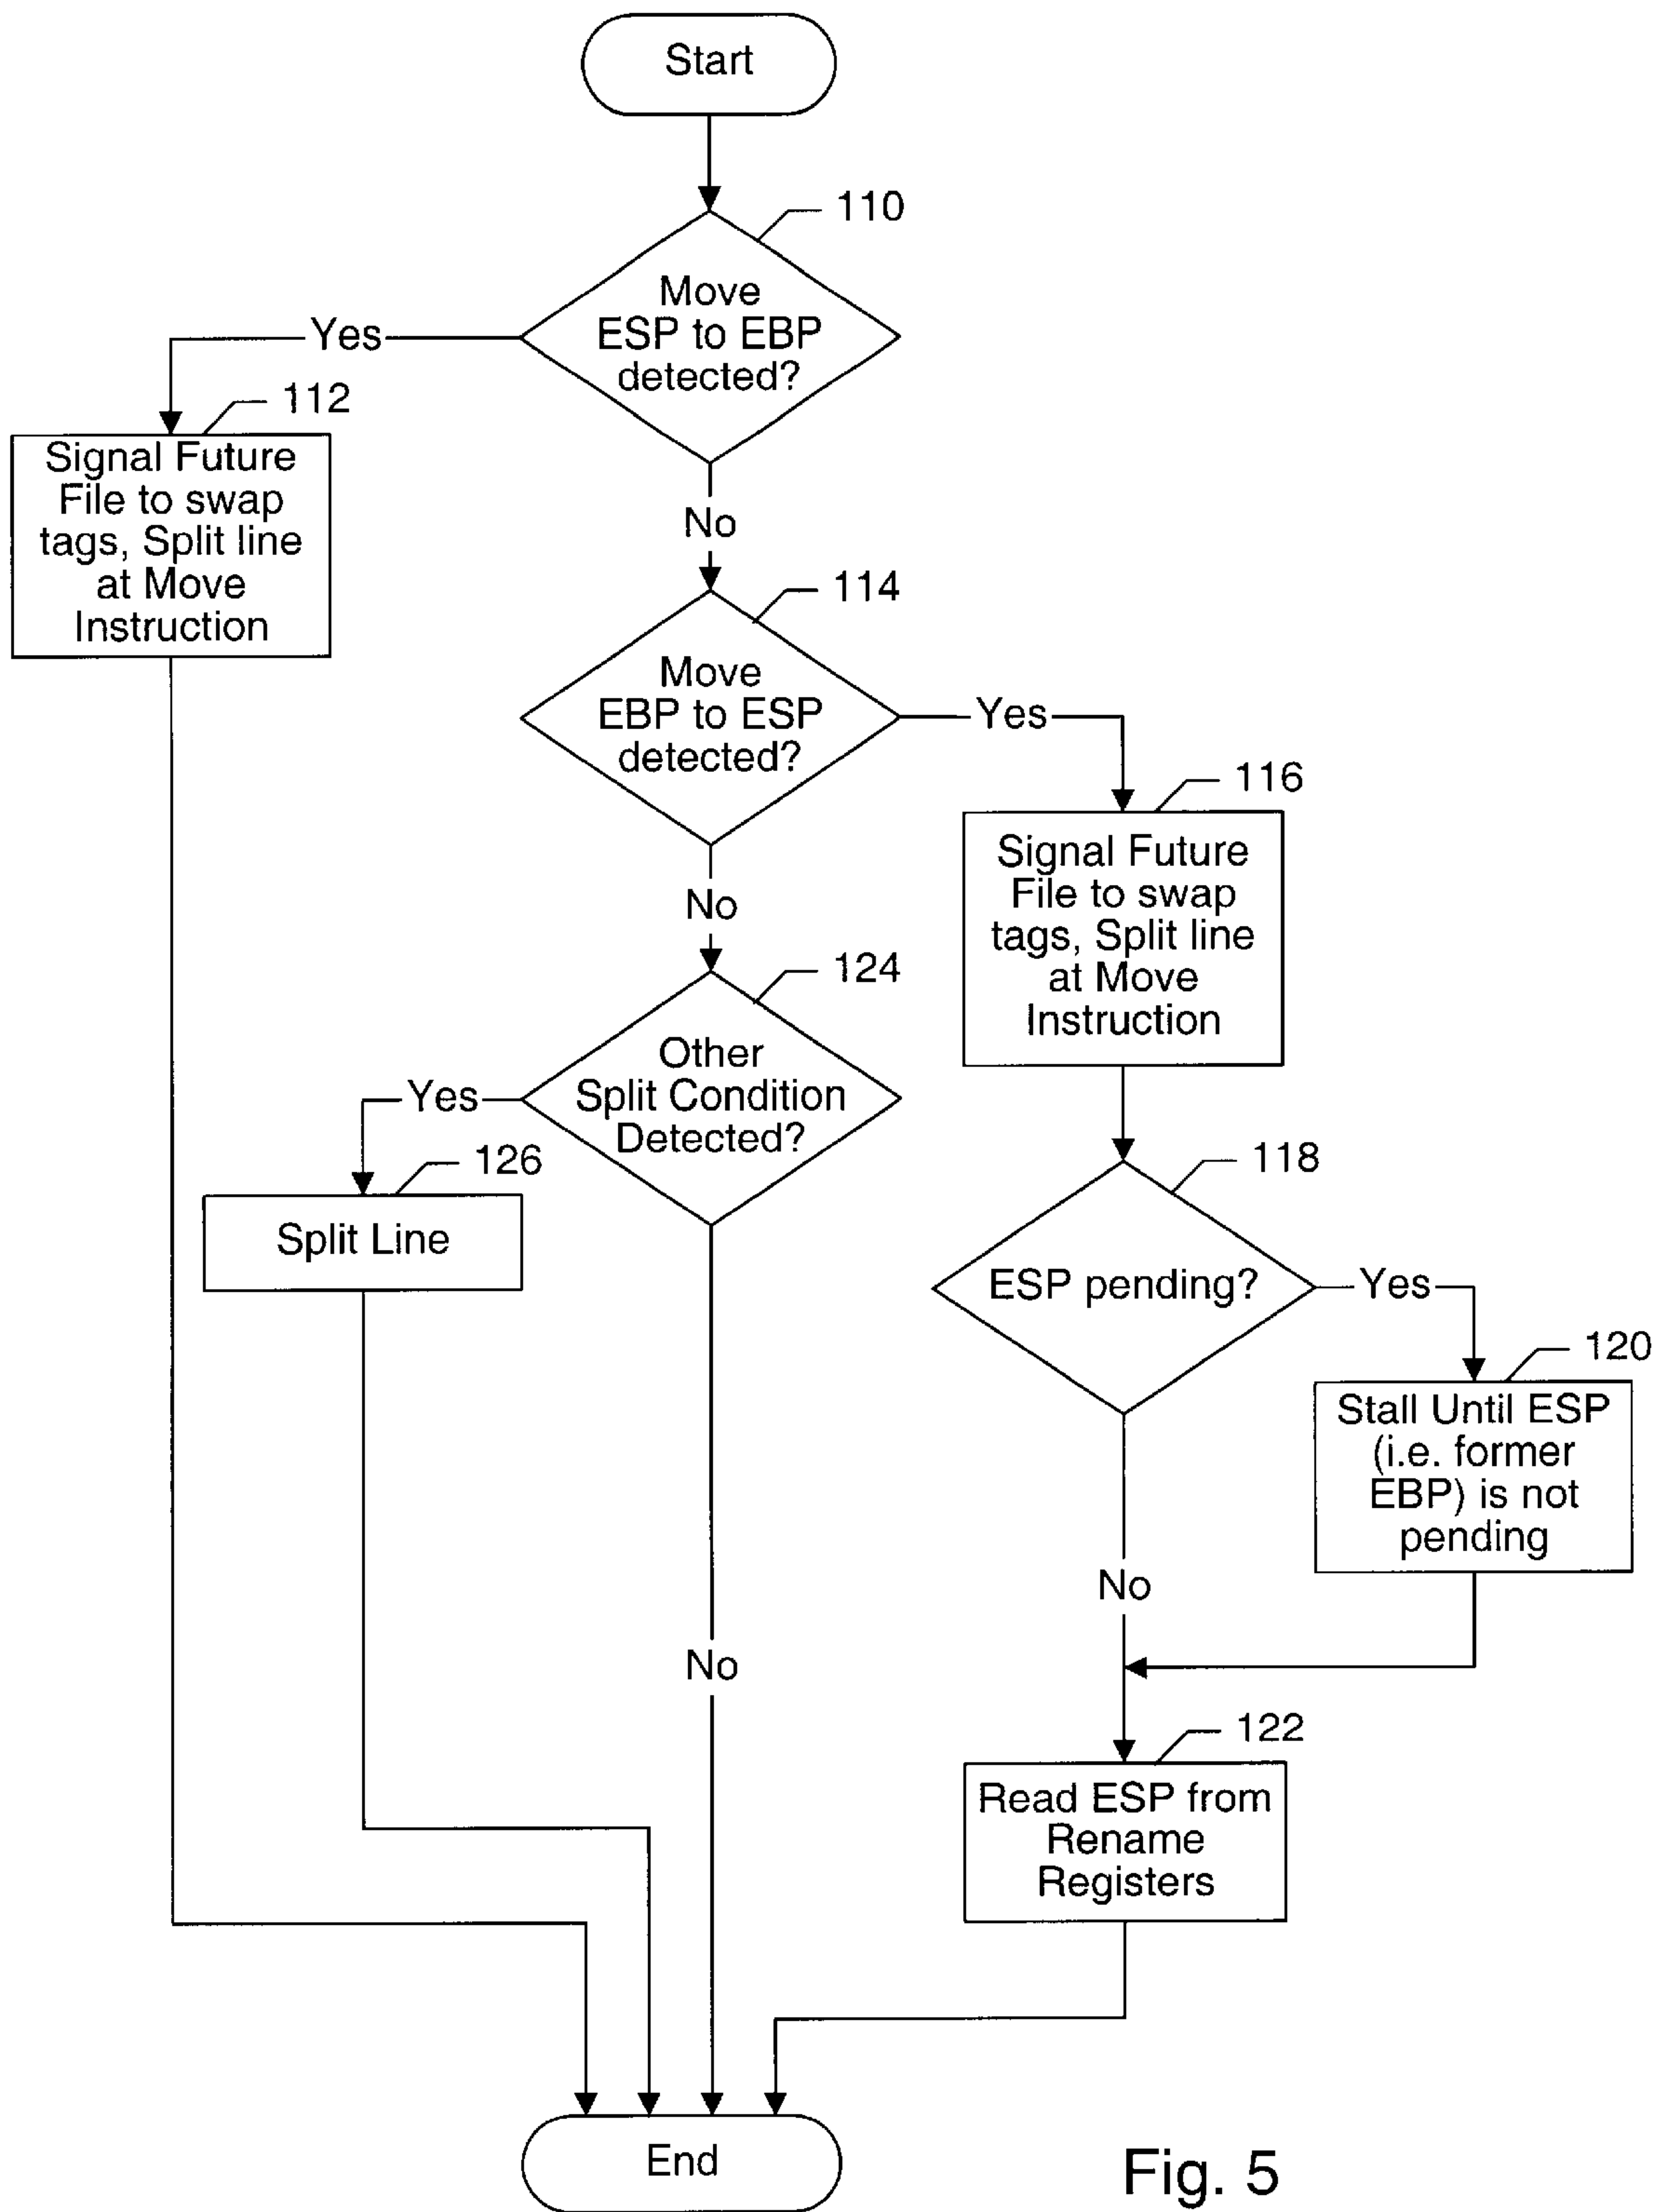 Start
110
Move
ESP to EBP
detected?
Yes
112
Signal Future
File to swap
tags, Split line
at Move
Instruction
No
114
Move
EBP to ESP
detected?
Yes
116
Signal Future
File to swap
tags, Split line
at Move
Instruction
No
124
Other
Split Condition
Detected?
Yes
126
Split Line
118
ESP pending?
Yes
120
Stall Until ESP
(i.e. former
EBP) is not
pending
No
No
122
Read ESP from
Rename
Registers
End
Fig. 5